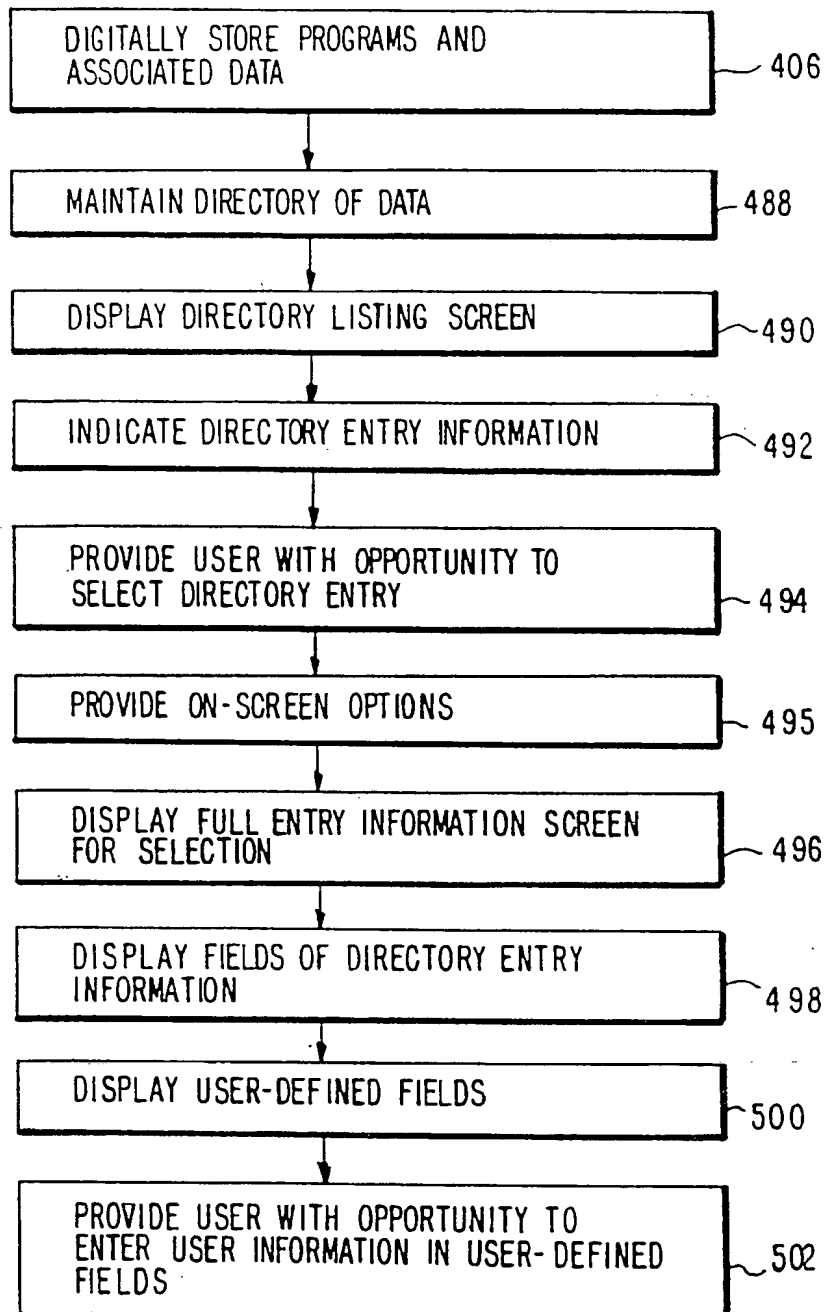 DIGITALLY STORE PROGRAMS AND
ASSOCIATED DATA
406
MAINTAIN DIRECTORY OF DATA
488
DISPLAY DIRECTORY LISTING SCREEN
490
INDICATE DIRECTORY ENTRY INFORMATION
492
PROVIDE USER WITH OPPORTUNITY TO
SELECT DIRECTORY ENTRY
494
PROVIDE ON-SCREEN OPTIONS
495
DISPLAY FULL ENTRY INFORMATION SCREEN
FOR SELECTION
496
DISPLAY FIELDS OF DIRECTORY ENTRY
INFORMATION
498
DISPLAY USER-DEFINED FIELDS
500
PROVIDE USER WITH OPPORTUNITY TO
ENTER USER INFORMATION IN USER-DEFINED
FIELDS
502